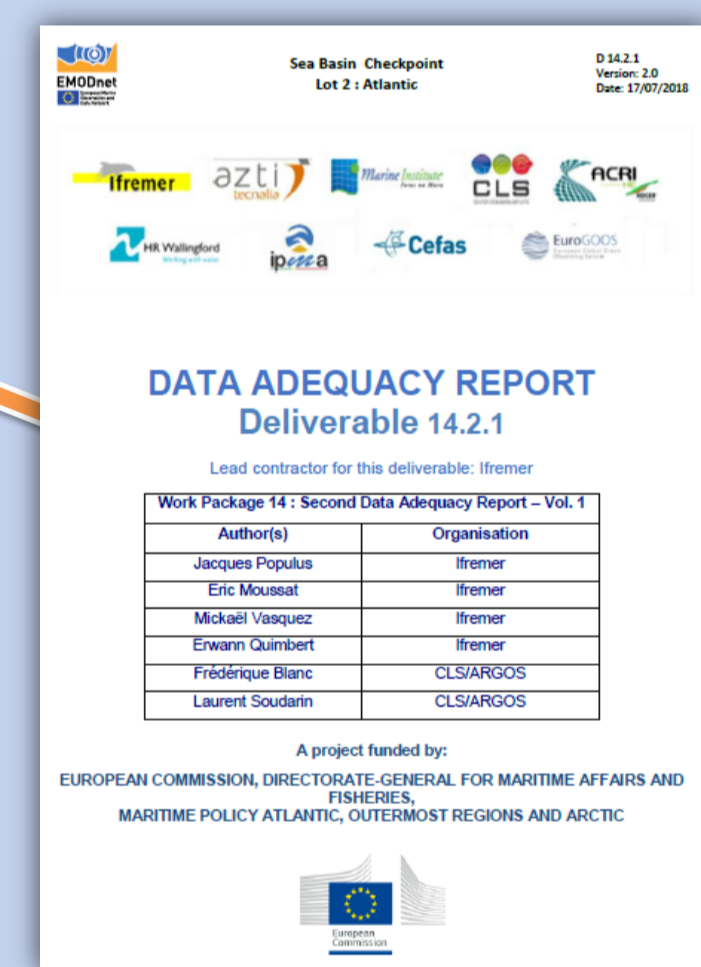 EMODnet
Sea Basin Checkpoint
Lot 2 : Atlantic
D 14.2.1
Version: 2.0
Date: 17/07/2018
Ifremer
azti
tecnalia
Marine Institute
CLS
ACRI
HR Wallingford
Working with water
ipma
Cefas
EuroGOOS
DATA ADEQUACY REPORT
Deliverable 14.2.1
Lead contractor for this deliverable: Ifremer
Work Package 14 : Second Data Adequacy Report – Vol. 1
Author(s) Organisation
Jacques Populus Ifremer
Eric Moussat Ifremer
Mickaël Vasquez Ifremer
Erwann Quimbert Ifremer
Frédérique Blanc CLS/ARGOS
Laurent Soudarin CLS/ARGOS
A project funded by:
EUROPEAN COMMISSION, DIRECTORATE-GENERAL FOR MARITIME AFFAIRS AND
FISHERIES,
MARITIME POLICY ATLANTIC, OUTERMOST REGIONS AND ARCTIC
European
Commission